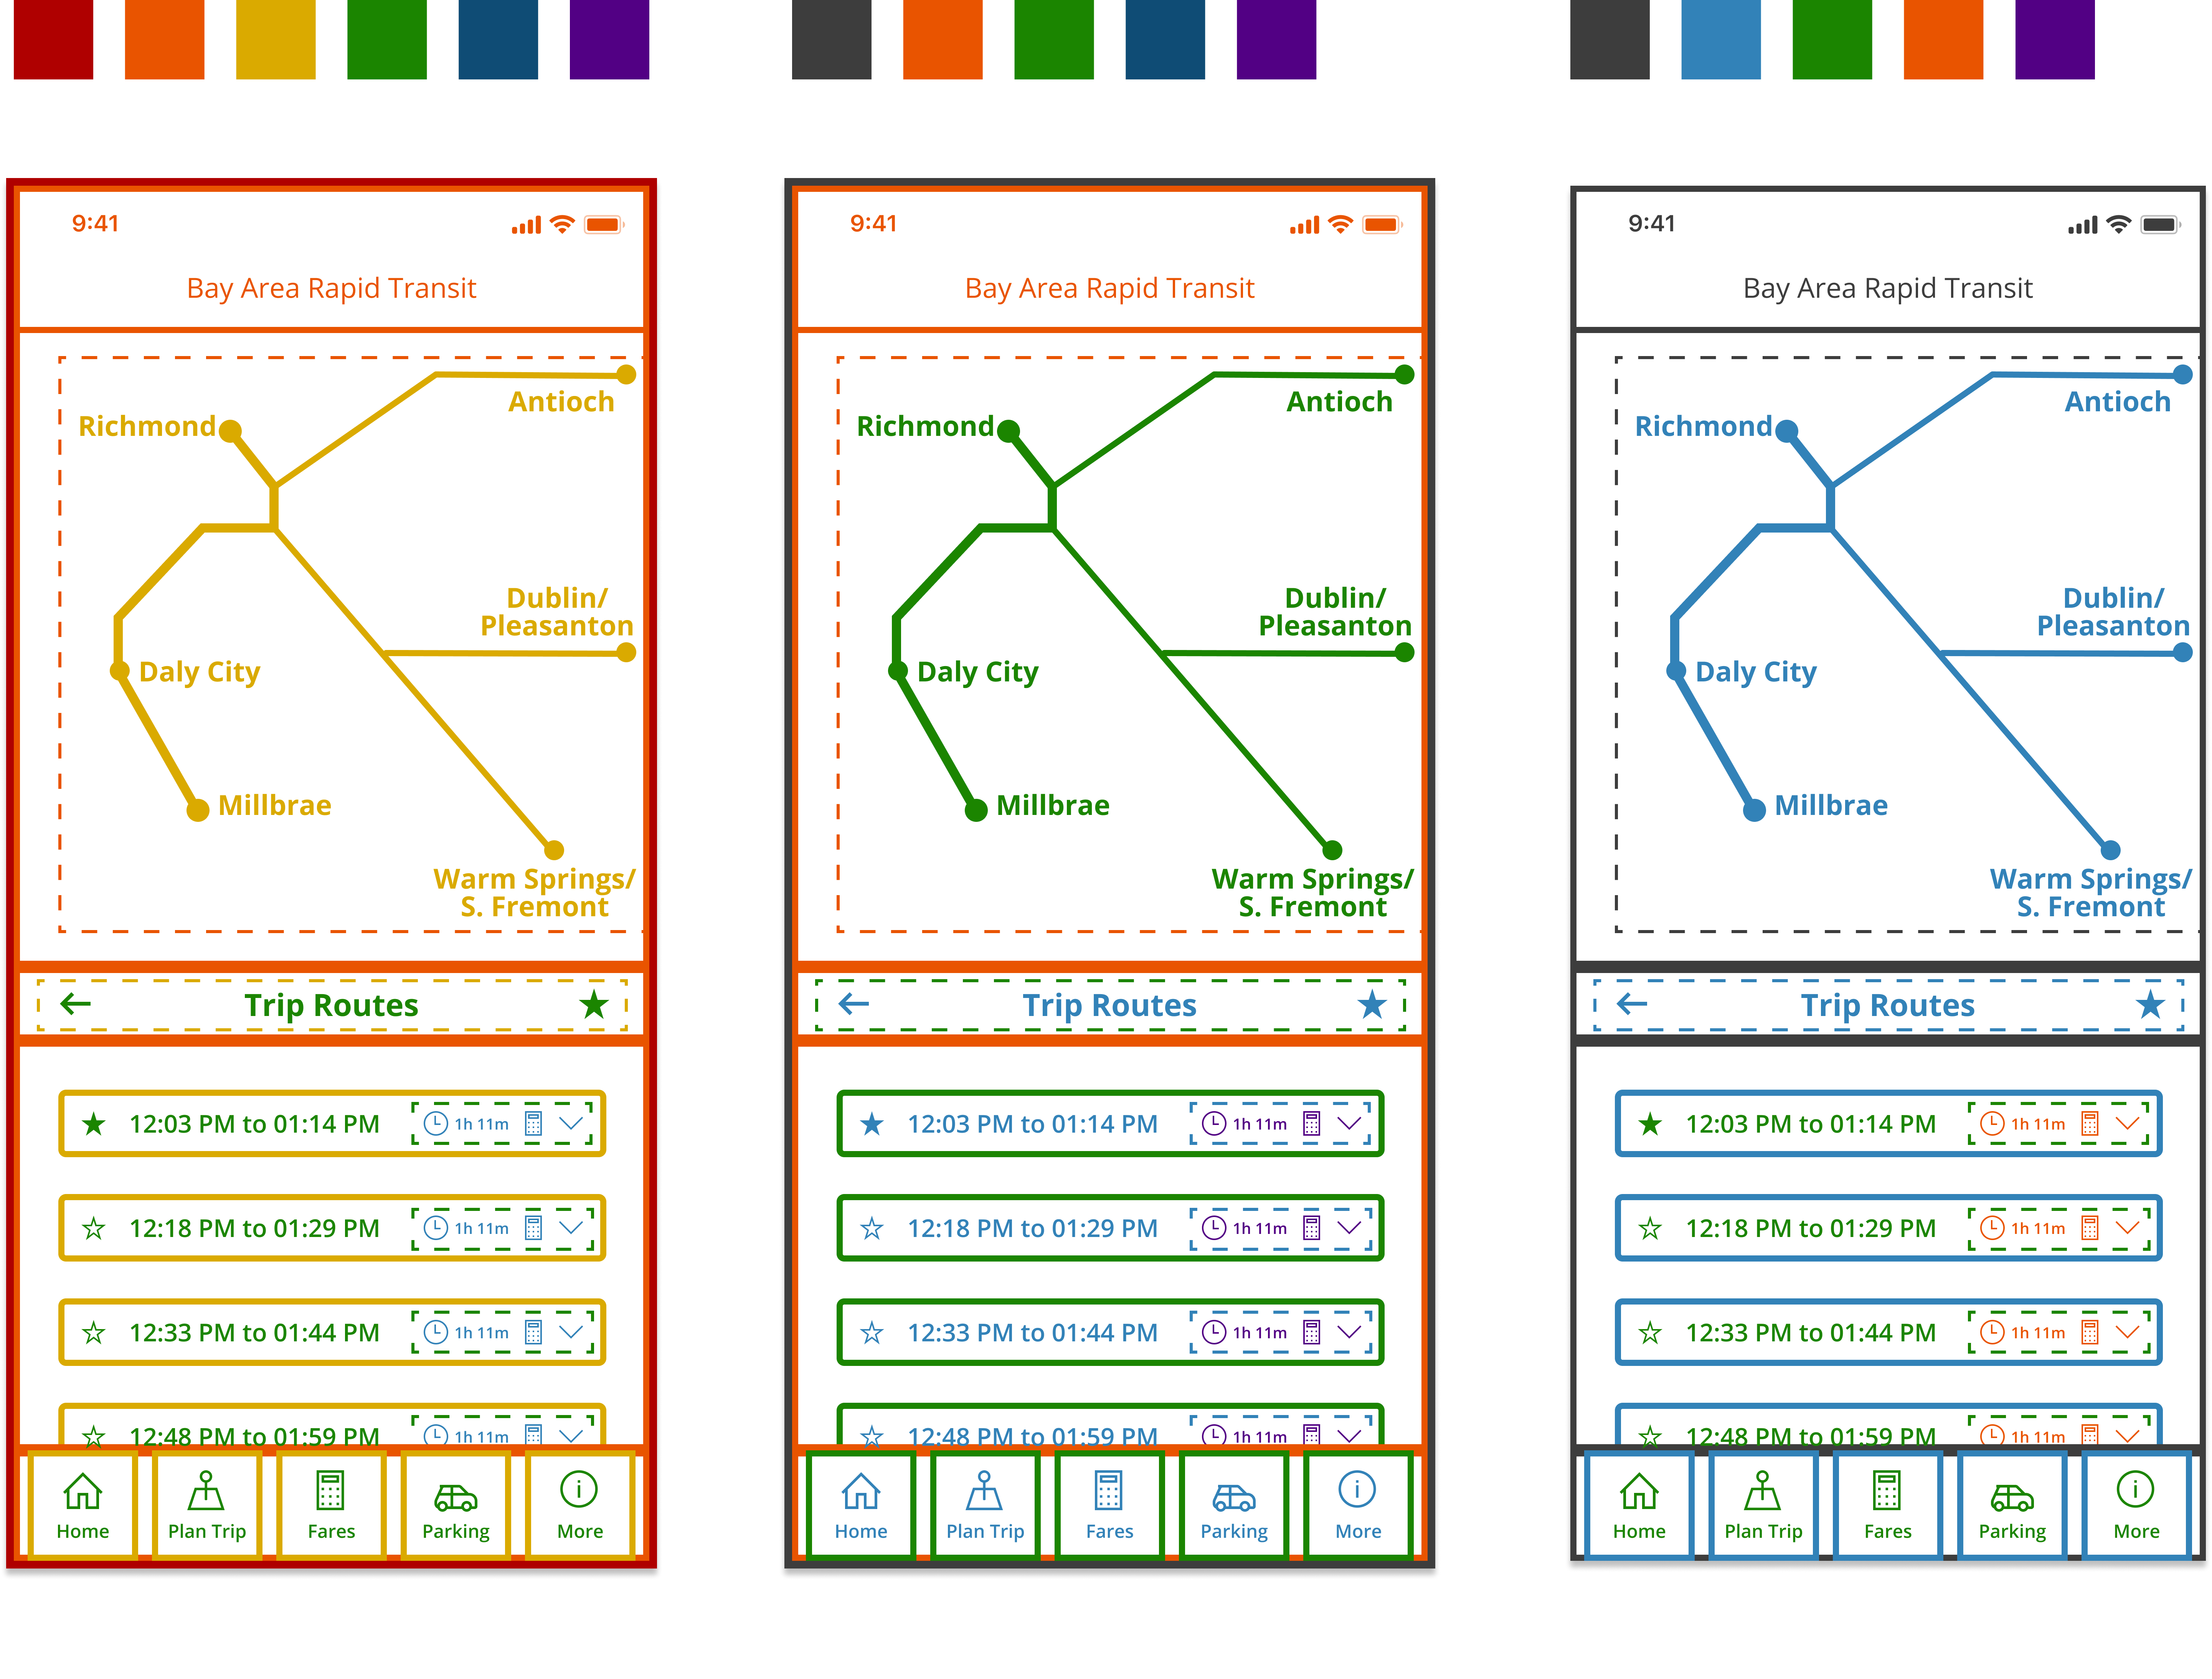 9:41
Bay Area Rapid Transit
Antioch
Richmond
Dublin/
Pleasanton
Daly City
Millbrae
Warm Springs/
S. Fremont
Trip Routes
12:03 PM to 01:14 PM 1h 11m
12:18 PM to 01:29 PM 1h 11m
12:33 PM to 01:44 PM 1h 11m
12:48 PM to 01:59 PM 1h 11m
Home Plan Trip Fares Parking More
9:41
Bay Area Rapid Transit
Antioch
Richmond
Dublin/
Pleasanton
Daly City
Millbrae
Warm Springs/
S. Fremont
Trip Routes
12:03 PM to 01:14 PM 1h 11m
12:18 PM to 01:29 PM 1h 11m
12:33 PM to 01:44 PM 1h 11m
12:48 PM to 01:59 PM 1h 11m
Home Plan Trip Fares Parking More
9:41
Bay Area Rapid Transit
Antioch
Richmond
Dublin/
Pleasanton
Daly City
Millbrae
Warm Springs/
S. Fremont
Trip Routes
12:03 PM to 01:14 PM 1h 11m
12:18 PM to 01:29 PM 1h 11m
12:33 PM to 01:44 PM 1h 11m
12:48 PM to 01:59 PM 1h 11m
Home Plan Trip Fares Parking More